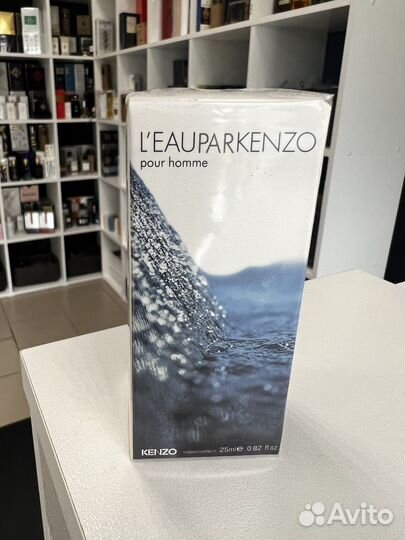 L'EAUPARKENZO
pour homme
KENZO 25ml℮ 0.82 fl.oz
Avito